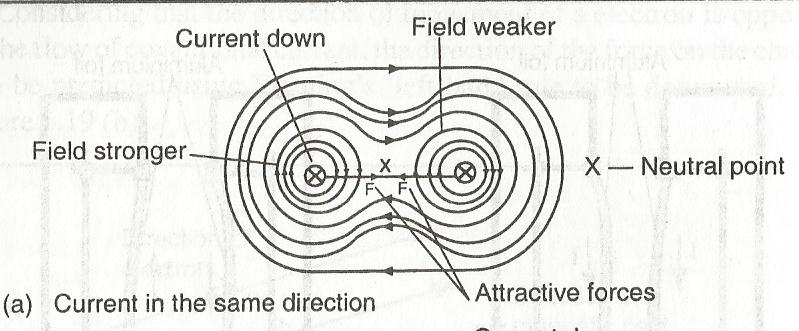 Current down
Field weaker
Field stronger
X
X — Neutral point
F F
Attractive forces
(a) Current in the same direction